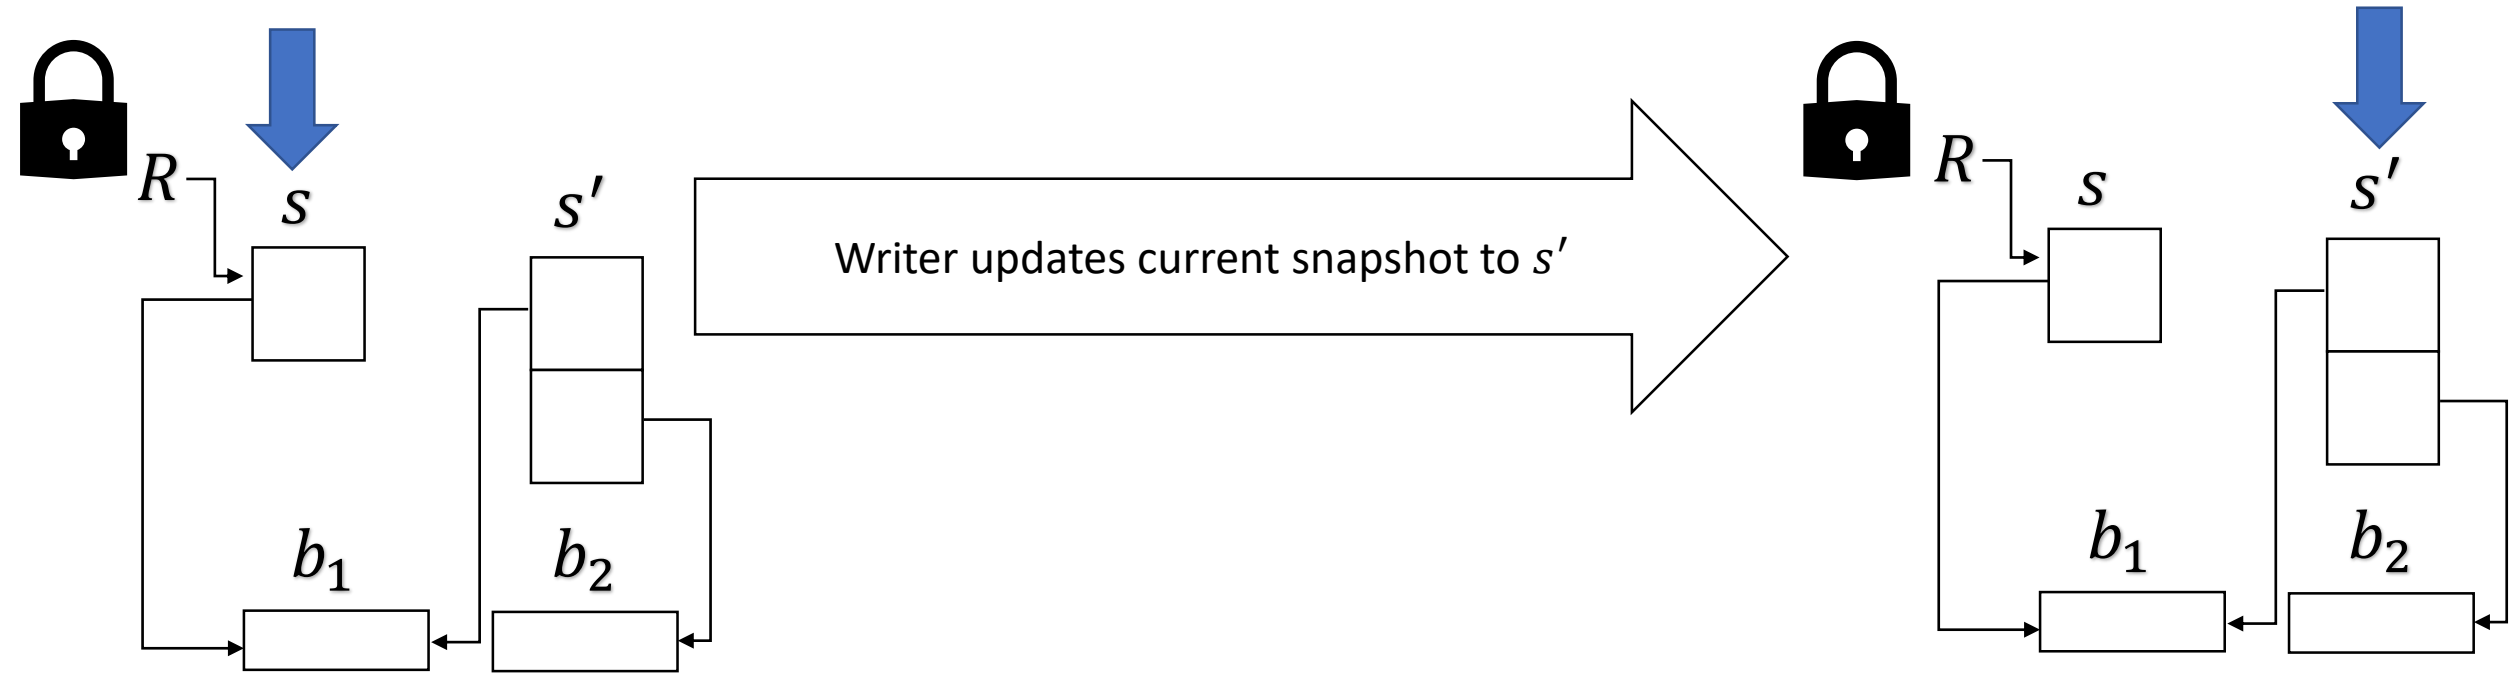 R
s
s′
b₁
b₂
Writer updates current snapshot to s′
R
s
s′
b₁
b₂